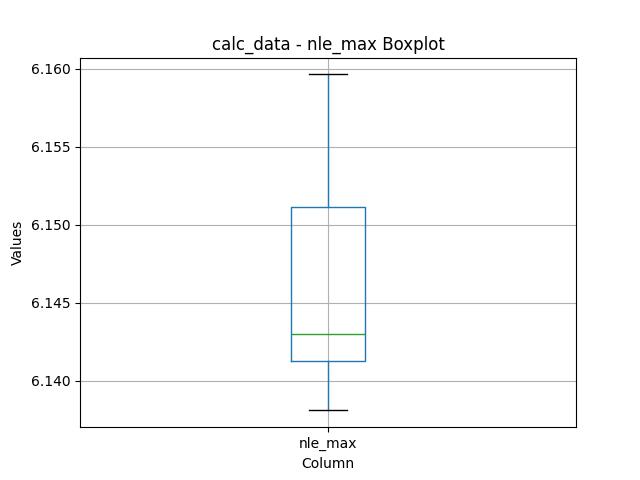 calc_data - nle_max Boxplot
6.160
6.155
6.150
6.145
6.140
Values
nle_max
Column